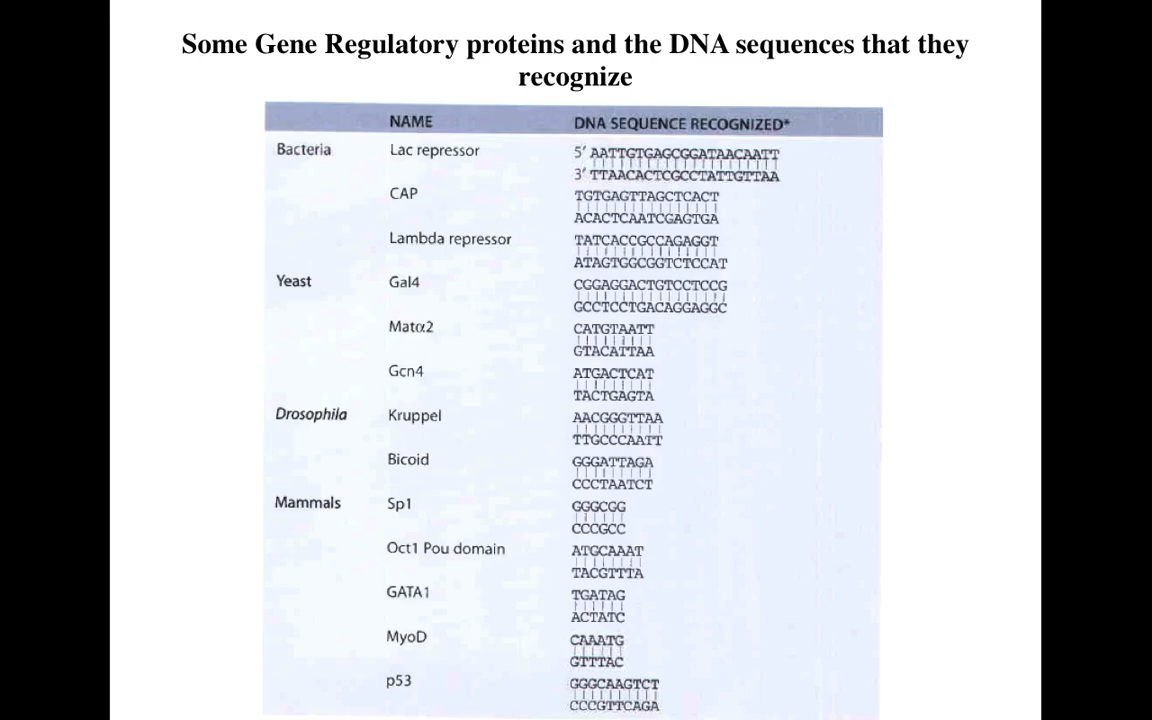 Some Gene Regulatory proteins and the DNA sequences that they
recognize
NAME DNA SEQUENCE RECOGNIZED*
Bacteria Lac repressor 5′ AATTGTGAGCGGATAACAATT
3′ TTAACACTCGCCTATTGTTAA
CAP TGTGAGTTAGCTCACT
ACACTCAATCGAGTGA
Lambda repressor TATCACCGCCAGAGGT
ATAGTGGCGGTCTCCAT
Yeast Gal4 CGGAGGACTGTCCTCCG
GCCTCCTGACAGGAGGC
Matα2 CATGTAATT
GTACATTAA
Gcn4 ATGACTCAT
TACTGAGTA
Drosophila Kruppel AACGGGTTAA
TTGCCCAATT
Bicoid GGGATTAGA
CCCTAATCT
Mammals Sp1 GGGCGG
CCCGCC
Oct1 Pou domain ATGCAAAT
TACGTTTA
GATA1 TGATAG
ACTATC
MyoD CAAATG
GTTTAC
p53 GGGCAAGTCT
CCCGTTCAGA